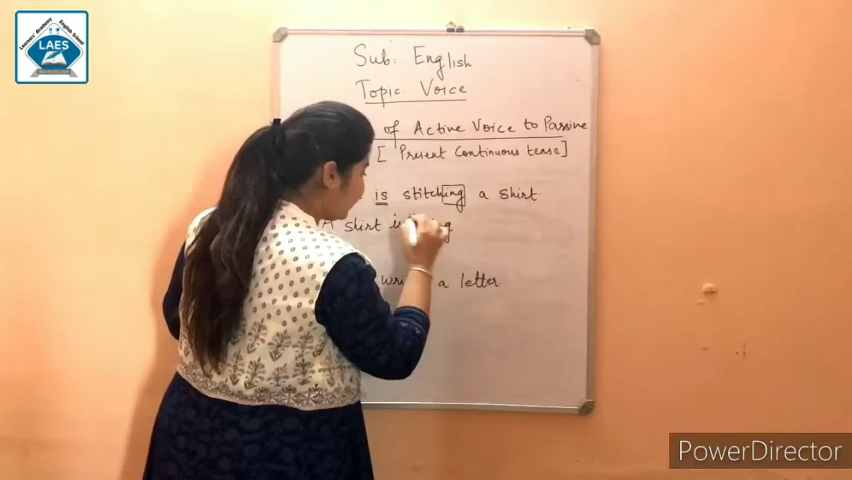 LAES
Sub: English
Topic: Voice
of Active Voice to Passive
[Present Continuous tense]
is stitching a shirt.
A shirt is
a letter
PowerDirector